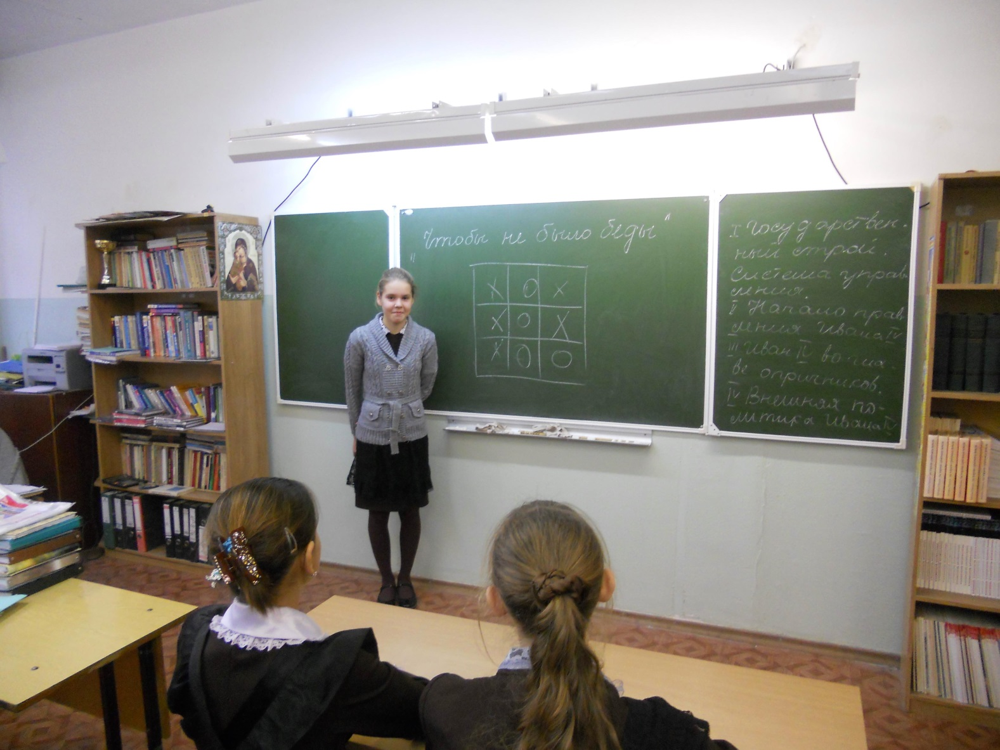 "Чтобы не было беды"
X O X
X O X
X O O
I Государствен.
ный строй.
Система управ
ления.
II Начало прав
ления Ивана IV
III Иван IV во гла-
ве опричников.
IV Внешняя по-
литика Ивана IV